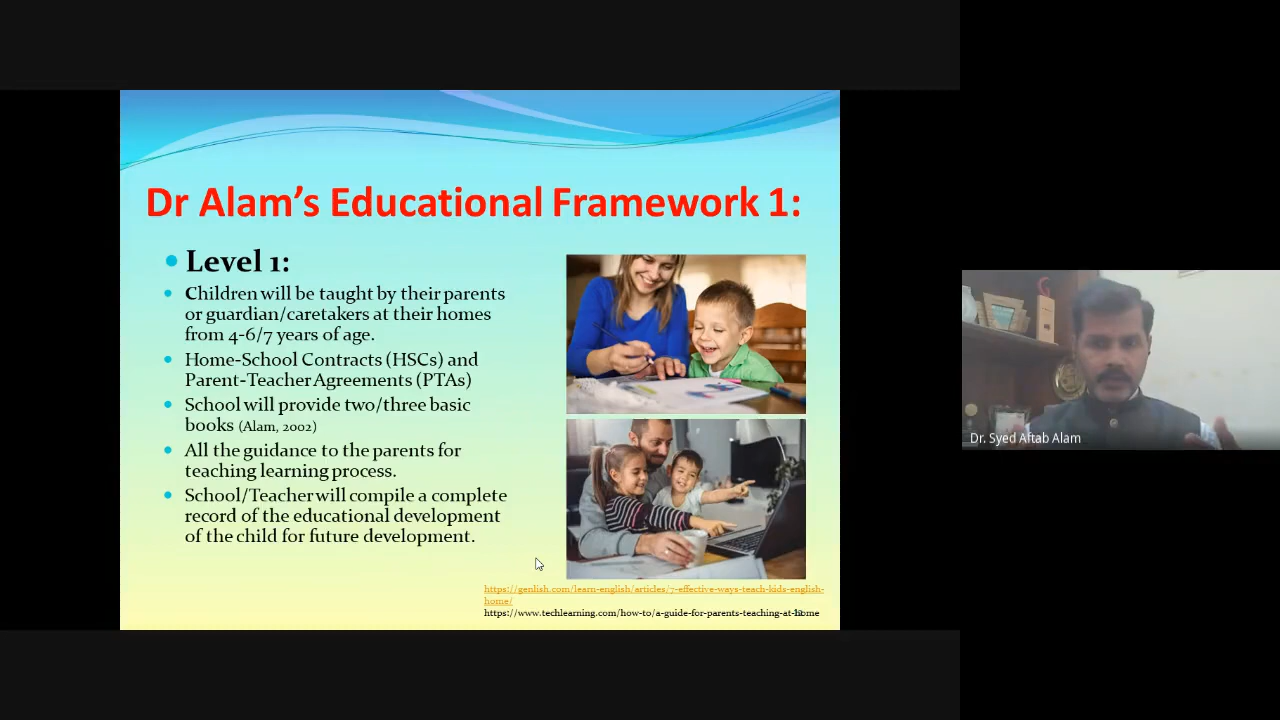 Dr Alam's Educational Framework 1:
Level 1:
Children will be taught by their parents
or guardian/caretakers at their homes
from 4-6/7 years of age.
Home-School Contracts (HSCs) and
Parent-Teacher Agreements (PTAs)
School will provide two/three basic
books (Alam, 2002)
All the guidance to the parents for
teaching learning process.
School/Teacher will compile a complete
record of the educational development
of the child for future development.
https://genlish.com/learn-english/articles/7-effective-ways-teach-kids-english-
home/
https://www.techlearning.com/how-to/a-guide-for-parents-teaching-at-home
Dr. Syed Aftab Alam